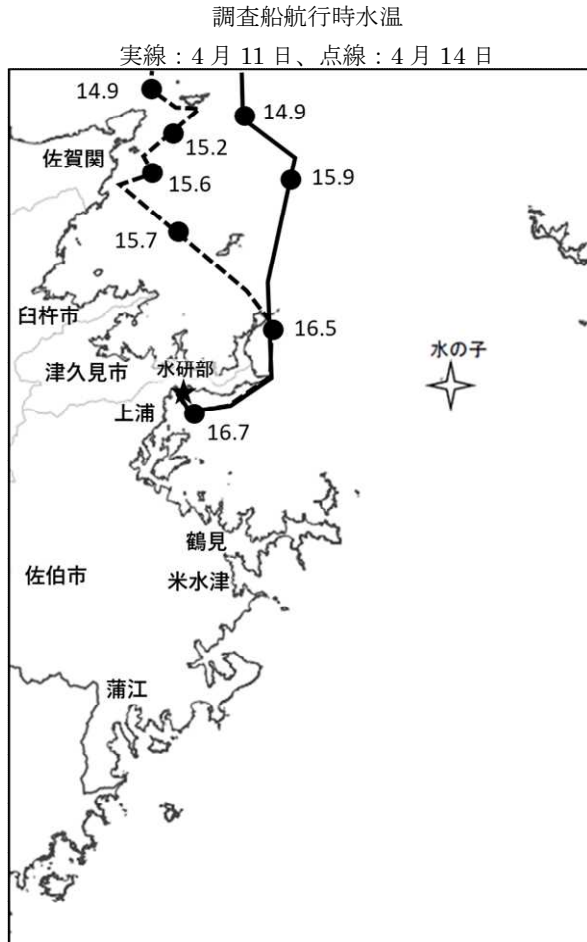 調査船航行時水温
実線：4月11日、点線：4月14日
14.9
14.9
15.2
佐賀関
15.6
15.9
15.7
臼杵市
16.5
水の子
津久見市
水研部
上浦
16.7
鶴見
佐伯市
米水津
蒲江